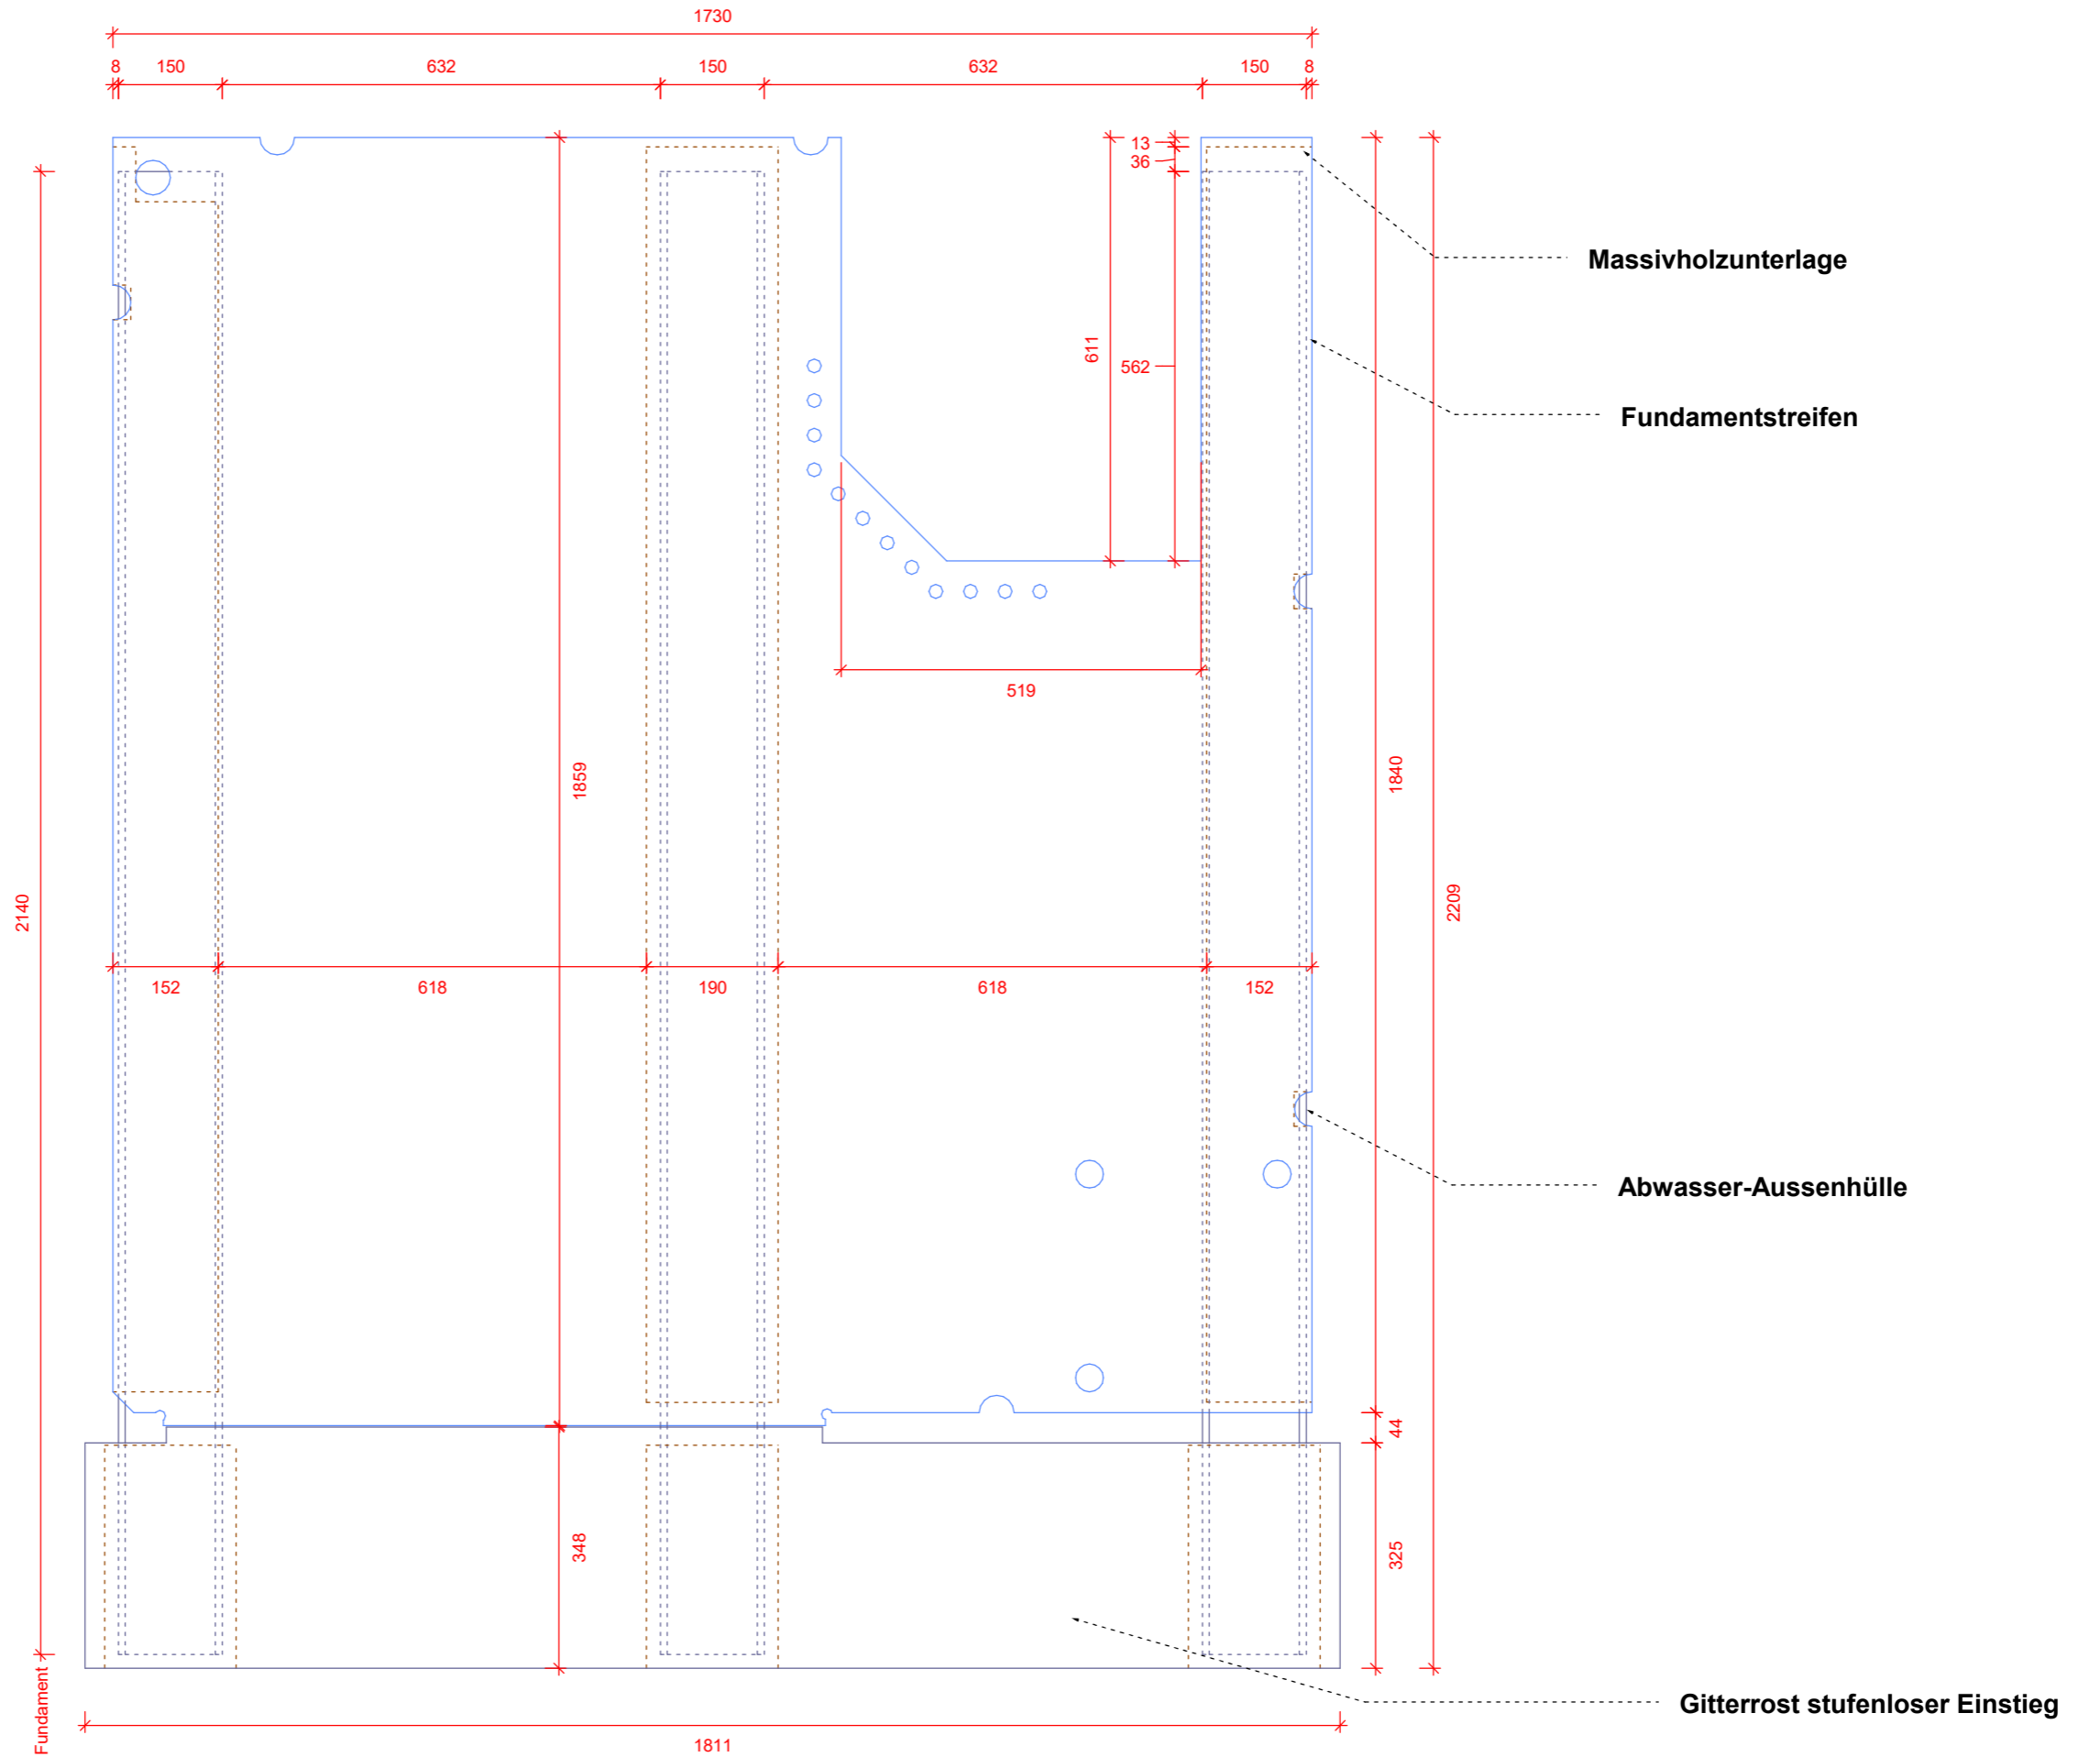 1730
8 150 632 150 632 150 8
13
36
Massivholzunterlage
611
562
Fundamentstreifen
519
1859
1840
2140
2209
152 618 190 618 152
Abwasser-Aussenhülle
44
348
325
Fundament
Gitterrost stufenloser Einstieg
1811